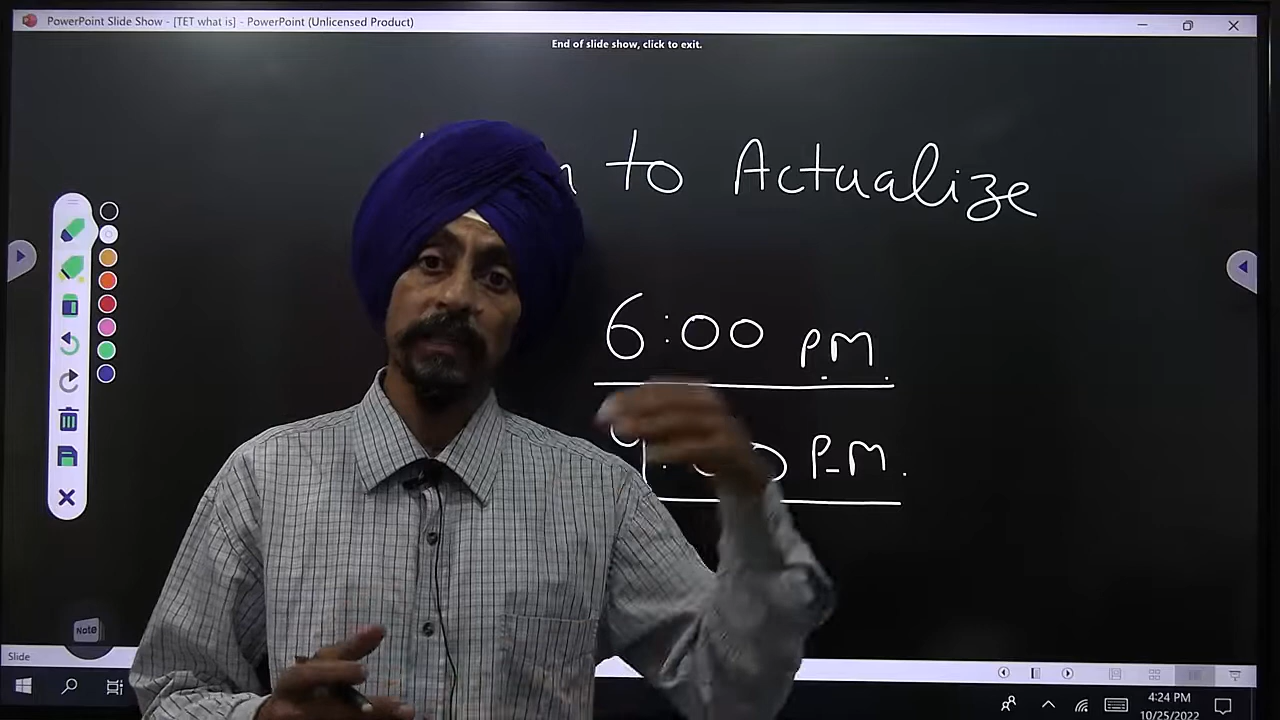 PowerPoint Slide Show - [TET what is] - PowerPoint (Unlicensed Product)
End of slide show, click to exit.
to Actualize
6:00 P.M.
P.M.
Note
Slide
4:24 PM
10/25/2022